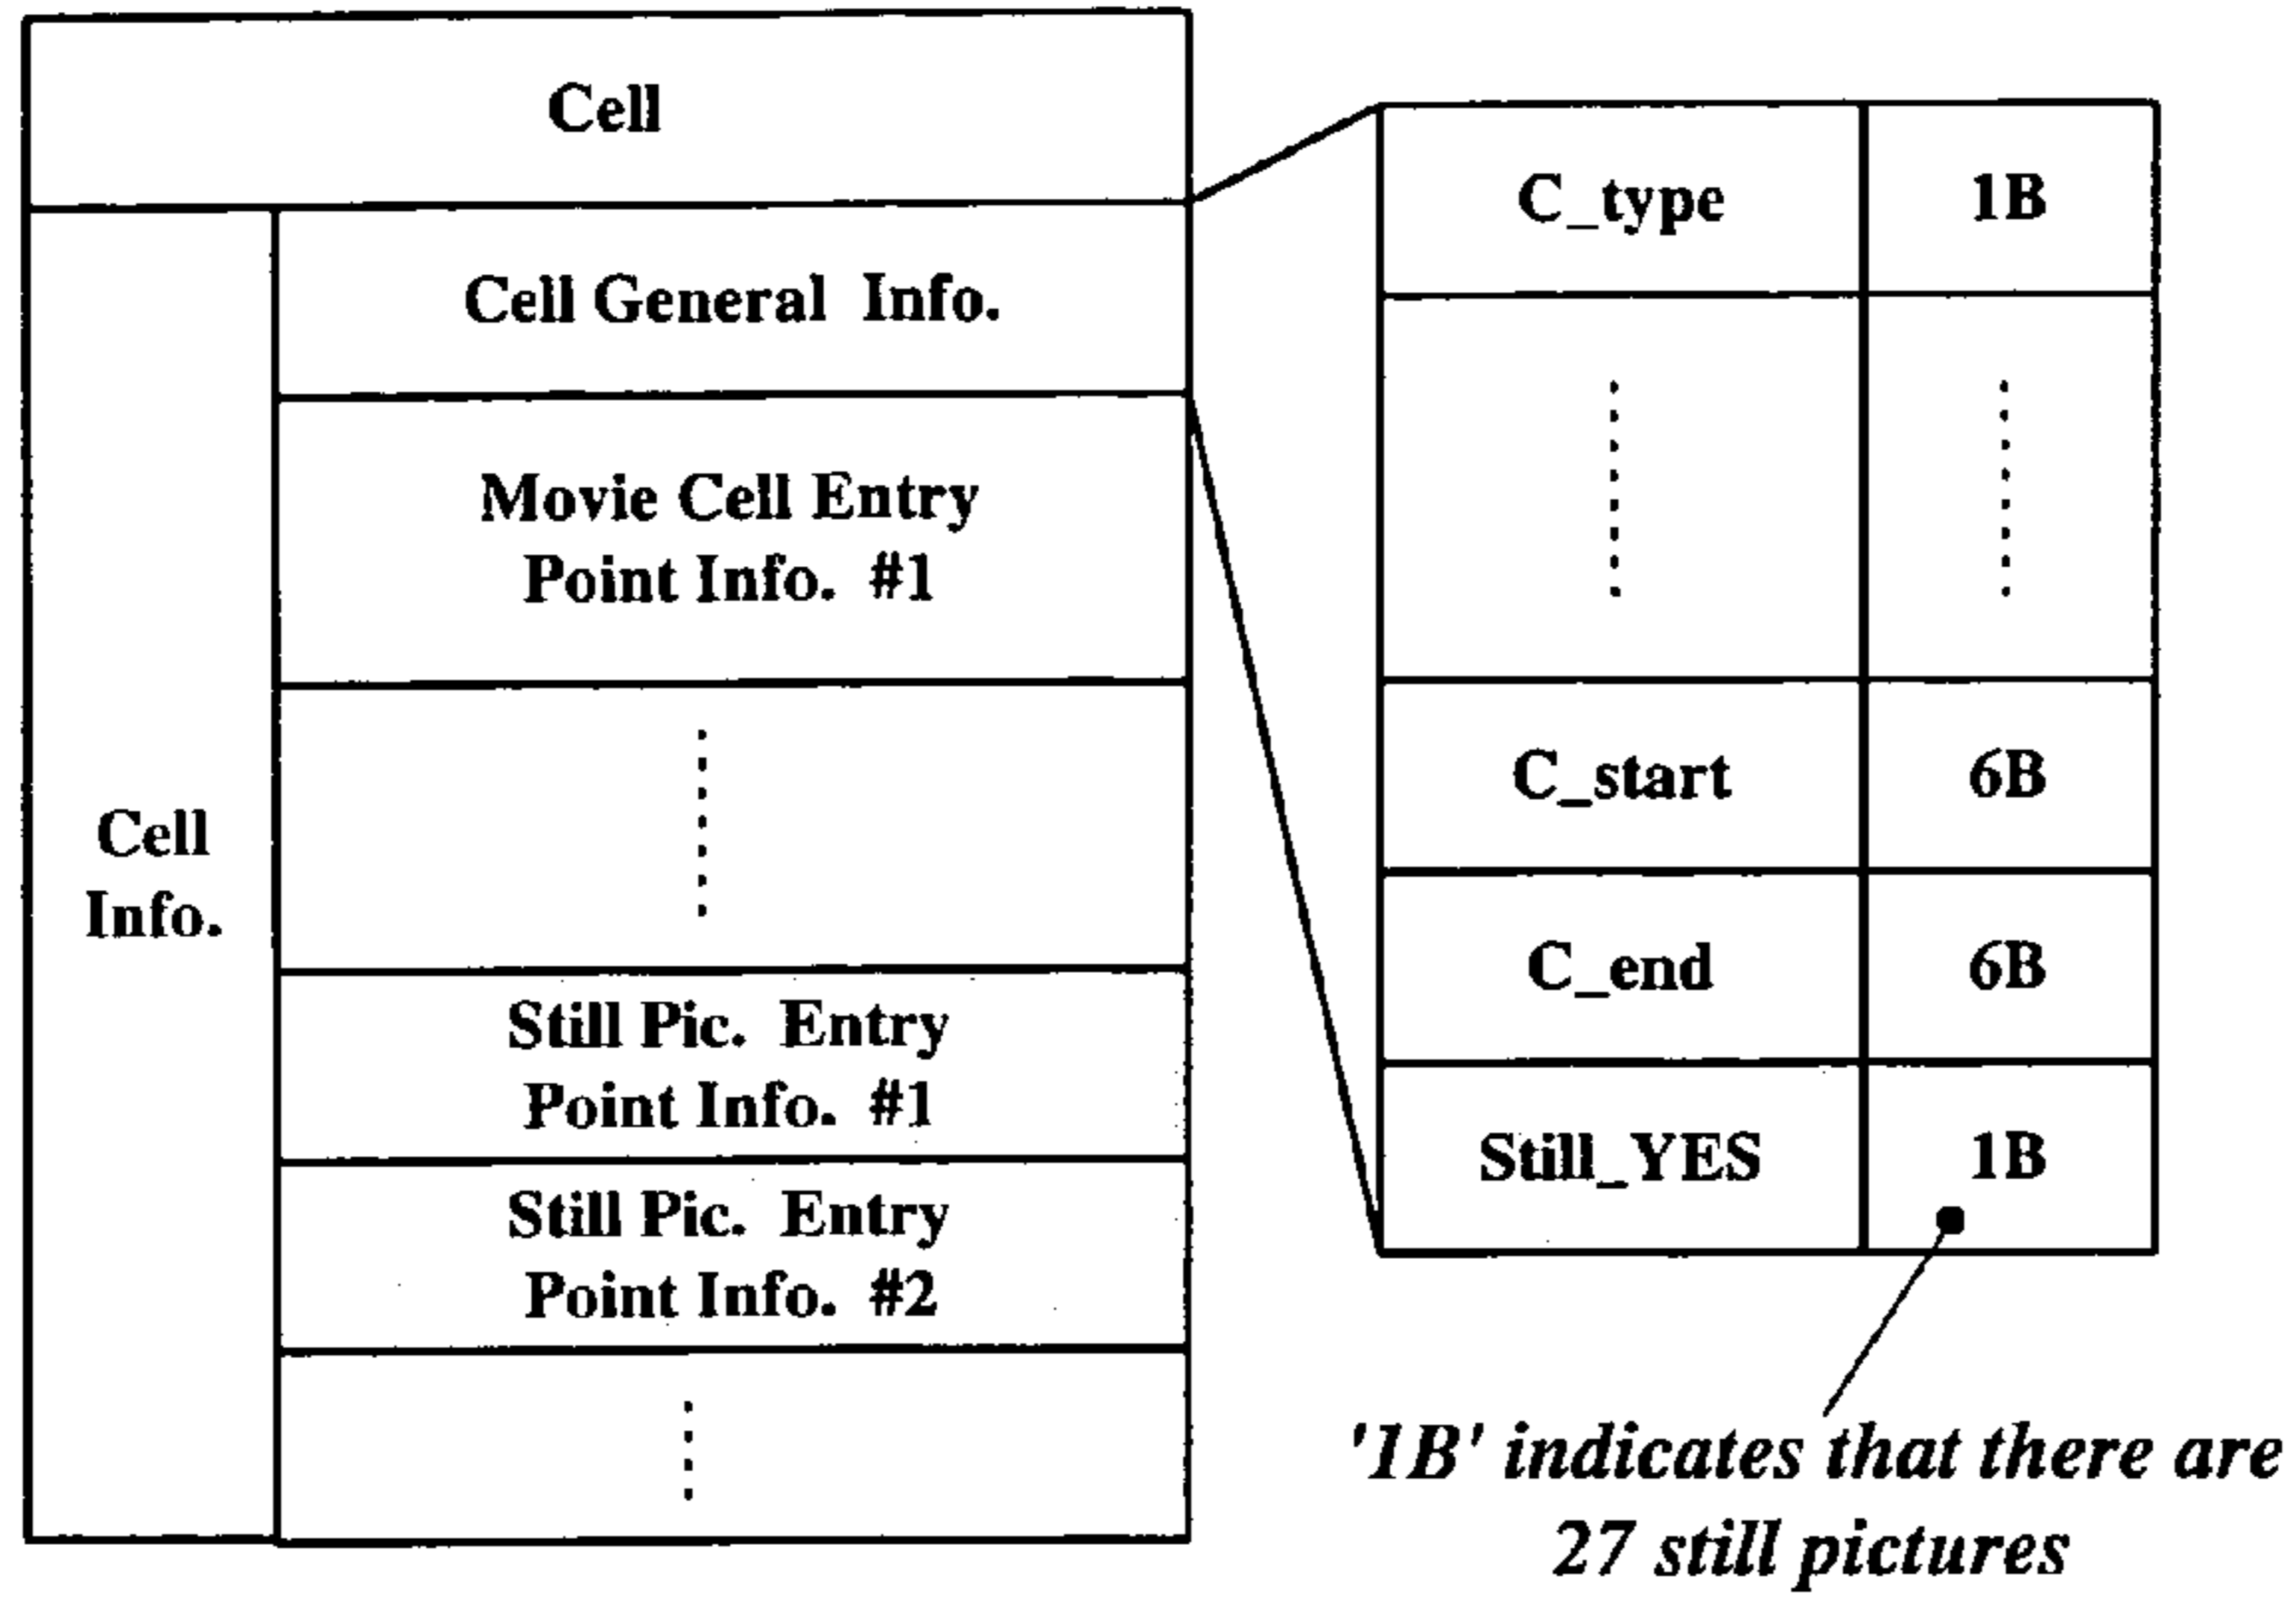 Cell
Cell General Info.
Movie Cell Entry
Point Info. #1
Cell
Info.
Still Pic. Entry
Point Info. #1
Still Pic. Entry
Point Info. #2
C_type 1B
C_start 6B
C_end 6B
Still_YES 1B
'1B' indicates that there are
27 still pictures